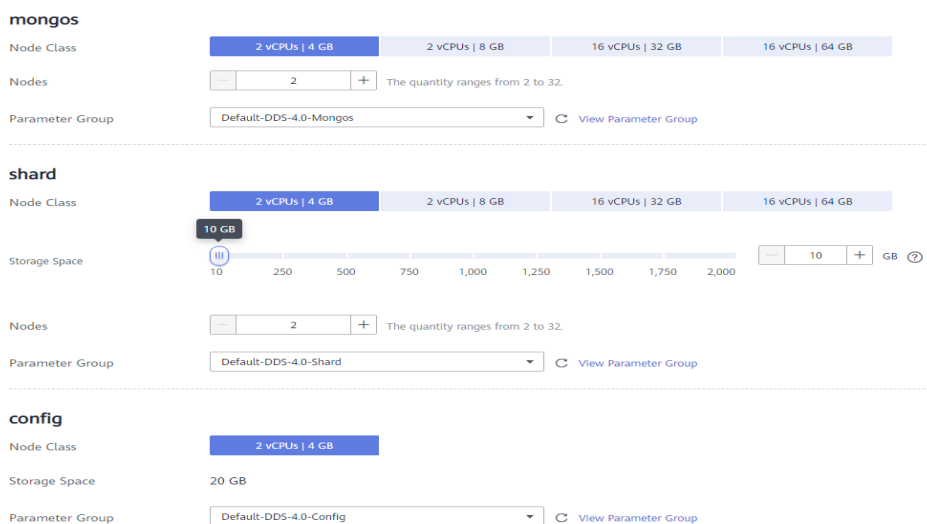 mongos
Node Class 2 vCPUs | 4 GB 2 vCPUs | 8 GB 16 vCPUs | 32 GB 16 vCPUs | 64 GB
Nodes 2 The quantity ranges from 2 to 32.
Parameter Group Default-DDS-4.0-Mongos View Parameter Group
shard
Node Class 2 vCPUs | 4 GB 2 vCPUs | 8 GB 16 vCPUs | 32 GB 16 vCPUs | 64 GB
10 GB
Storage Space 10 GB
10 250 500 750 1,000 1,250 1,500 1,750 2,000
Nodes 2 The quantity ranges from 2 to 32.
Parameter Group Default-DDS-4.0-Shard View Parameter Group
config
Node Class 2 vCPUs | 4 GB
Storage Space 20 GB
Parameter Group Default-DDS-4.0-Config View Parameter Group